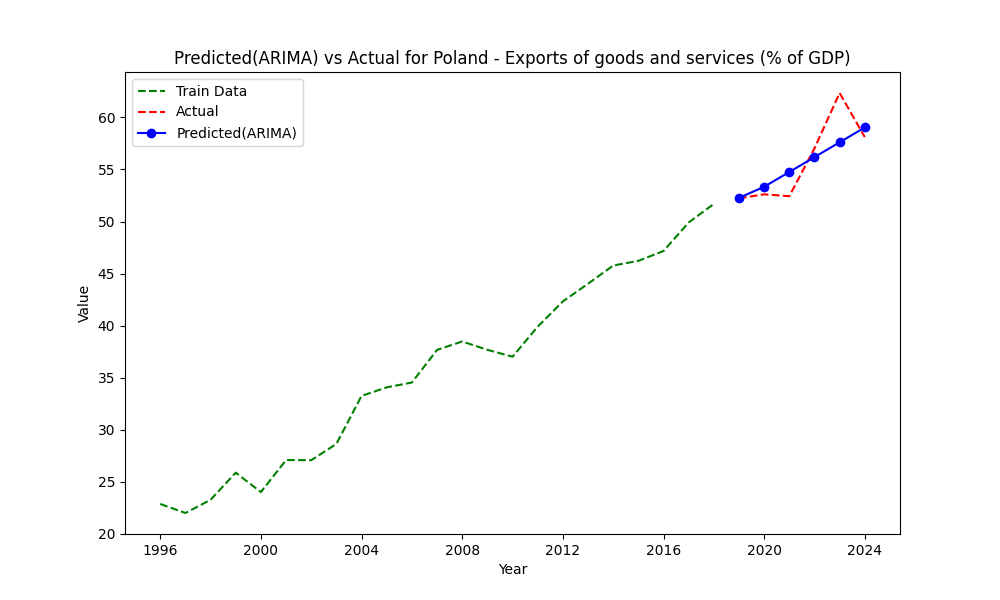 Predicted(ARIMA) vs Actual for Poland - Exports of goods and services (% of GDP)
Train Data
Actual
Predicted(ARIMA)
Value
60
55
50
45
40
35
30
25
20
1996 2000 2004 2008 2012 2016 2020 2024
Year